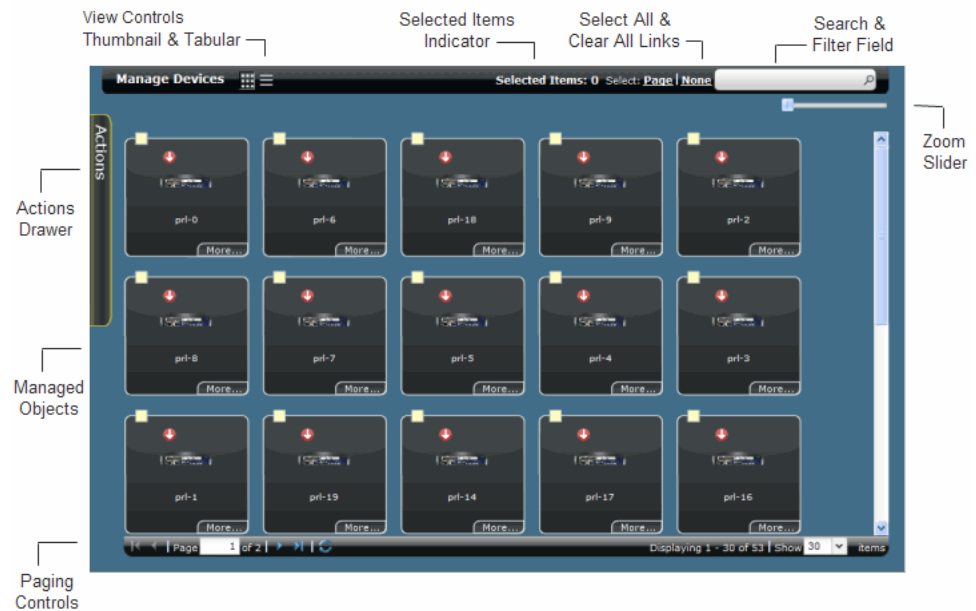 View Controls
Thumbnail & Tabular
Selected Items
Indicator
Select All &
Clear All Links
Search &
Filter Field
Manage Devices
Selected Items: 0 Select: Page | None
Zoom
Slider
Actions
Actions
Drawer
prl-0
prl-6
prl-18
prl-9
prl-2
More...
More...
More...
More...
More...
prl-8
prl-7
prl-5
prl-4
prl-3
More...
More...
More...
More...
More...
Managed
Objects
prl-1
prl-19
prl-14
prl-17
prl-16
More...
More...
More...
More...
More...
Page 1 of 2
Displaying 1 - 30 of 53 | Show 30 items
Paging
Controls